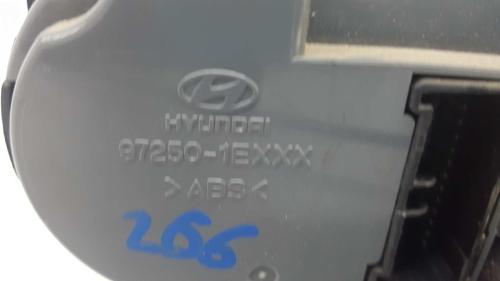 HYUNDAI
97250-1EXXX
>ABS<
266